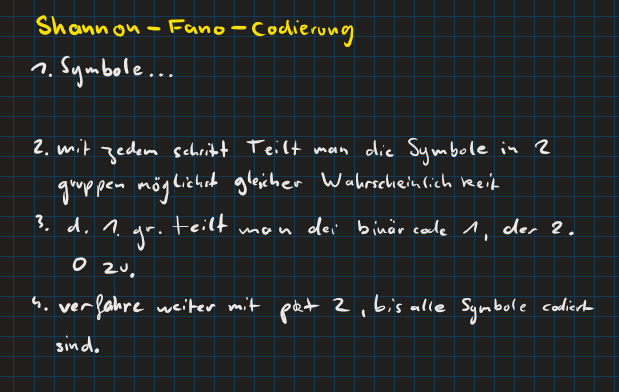 Shannon-Fano-Codierung
1. Symbole...
2. mit jedem schritt Teilt man die Symbole in 2
gruppen möglichst gleicher Wahrscheinlichkeit
3. d. 1. gr. teilt man dei binärcode 1, der 2.
0 zu.
4. verfahre weiter mit pkt 2, bis alle Symbole codiert
sind.